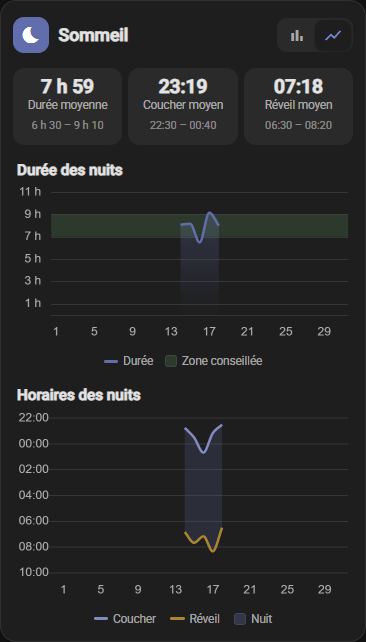 Sommeil
7 h 59 23:19 07:18
Durée moyenne Coucher moyen Réveil moyen
6 h 30 – 9 h 10 22:30 – 00:40 06:30 – 08:20
Durée des nuits
11 h
9 h
7 h
5 h
3 h
1 h
1 5 9 13 17 21 25 29
Durée Zone conseillée
Horaires des nuits
22:00
00:00
02:00
04:00
06:00
08:00
10:00
1 5 9 13 17 21 25 29
Coucher Réveil Nuit